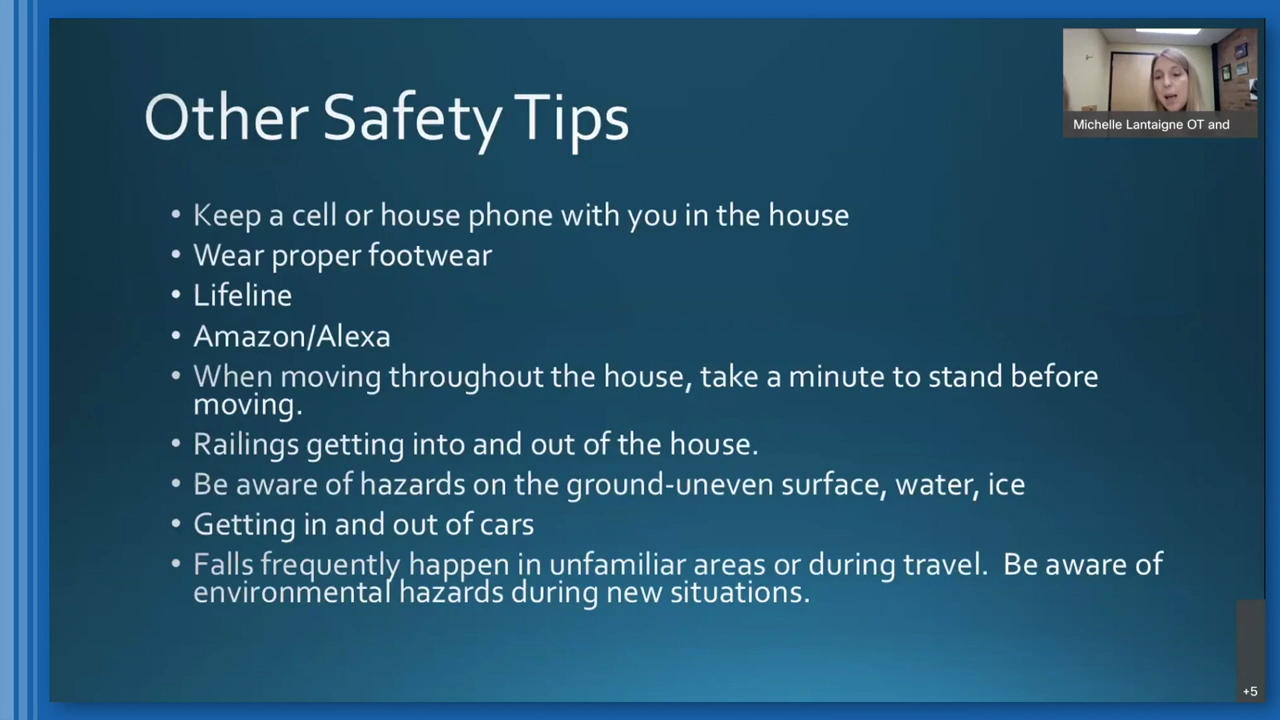 Other Safety Tips
Michelle Lantaigne OT and
• Keep a cell or house phone with you in the house
• Wear proper footwear
• Lifeline
• Amazon/Alexa
• When moving throughout the house, take a minute to stand before
moving.
• Railings getting into and out of the house.
• Be aware of hazards on the ground-uneven surface, water, ice
• Getting in and out of cars
• Falls frequently happen in unfamiliar areas or during travel.  Be aware of
environmental hazards during new situations.
+5